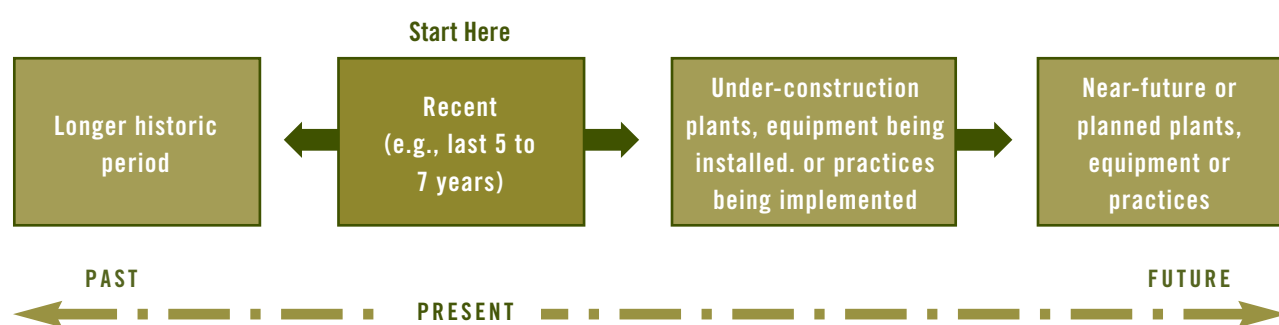 Start Here
Longer historic
period
Recent
(e.g., last 5 to
7 years)
Under-construction
plants, equipment being
installed. or practices
being implemented
Near-future or
planned plants,
equipment or
practices
PAST
PRESENT
FUTURE